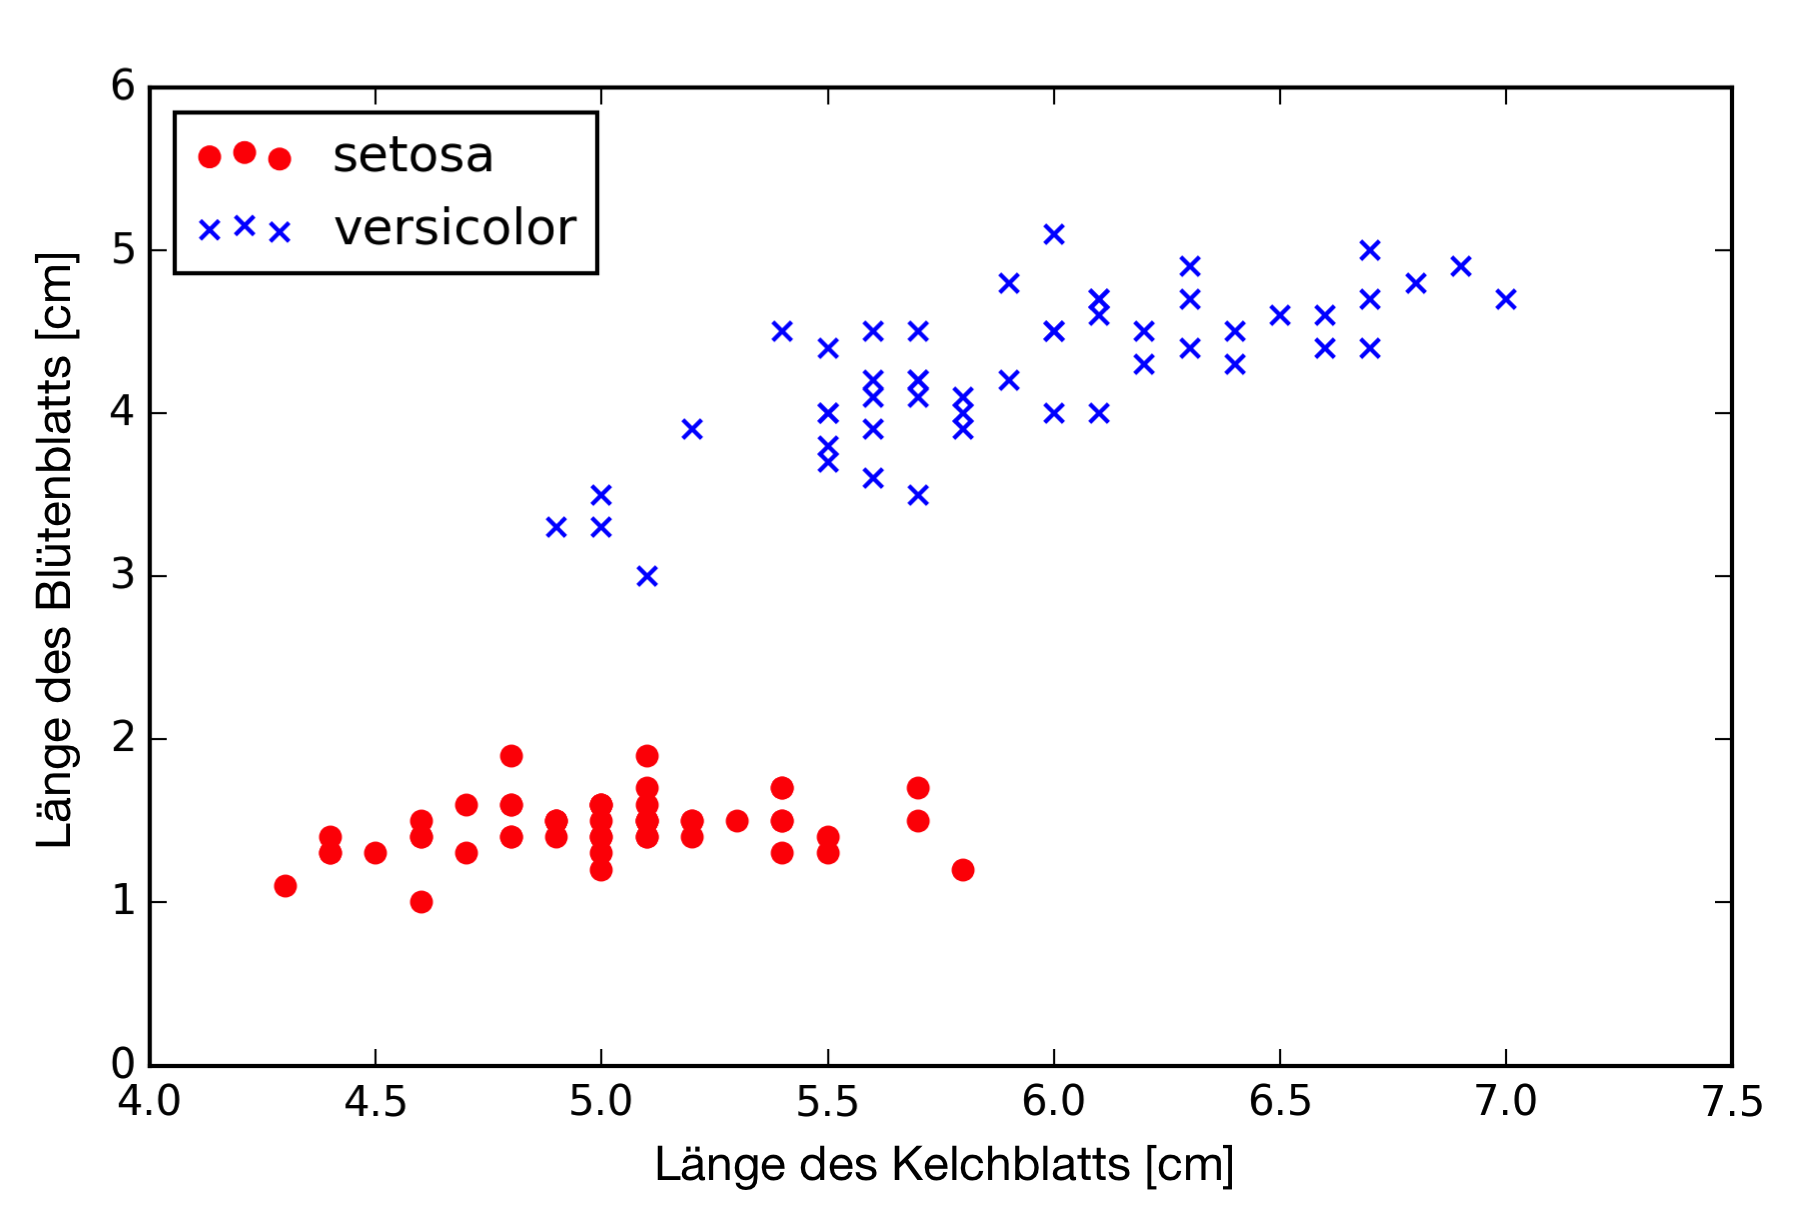 6
setosa
versicolor
5
4
3
2
1
0
Länge des Blütenblatts [cm]
4.0 4.5 5.0 5.5 6.0 6.5 7.0 7.5
Länge des Kelchblatts [cm]